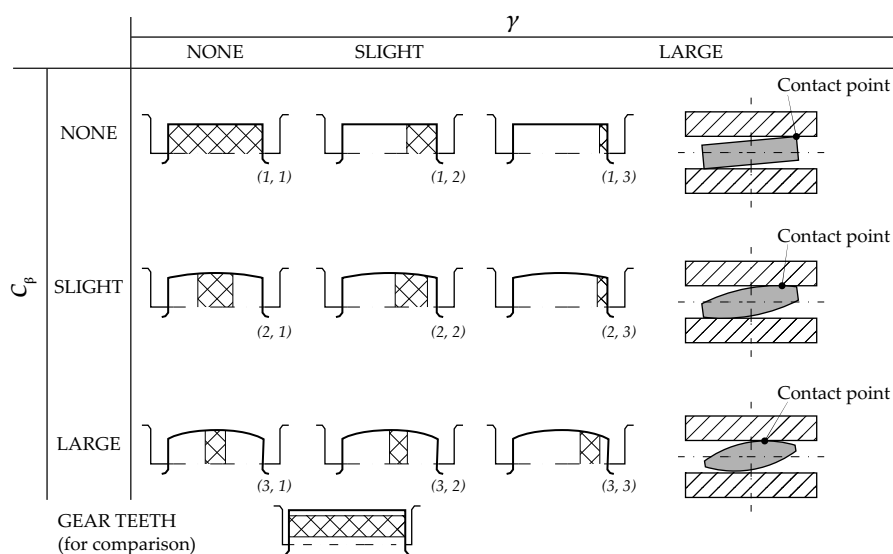 γ
NONE SLIGHT LARGE
Contact point
NONE
(1, 1) (1, 2) (1, 3)
Contact point
C_β SLIGHT
(2, 1) (2, 2) (2, 3)
Contact point
LARGE
(3, 1) (3, 2) (3, 3)
GEAR TEETH
(for comparison)